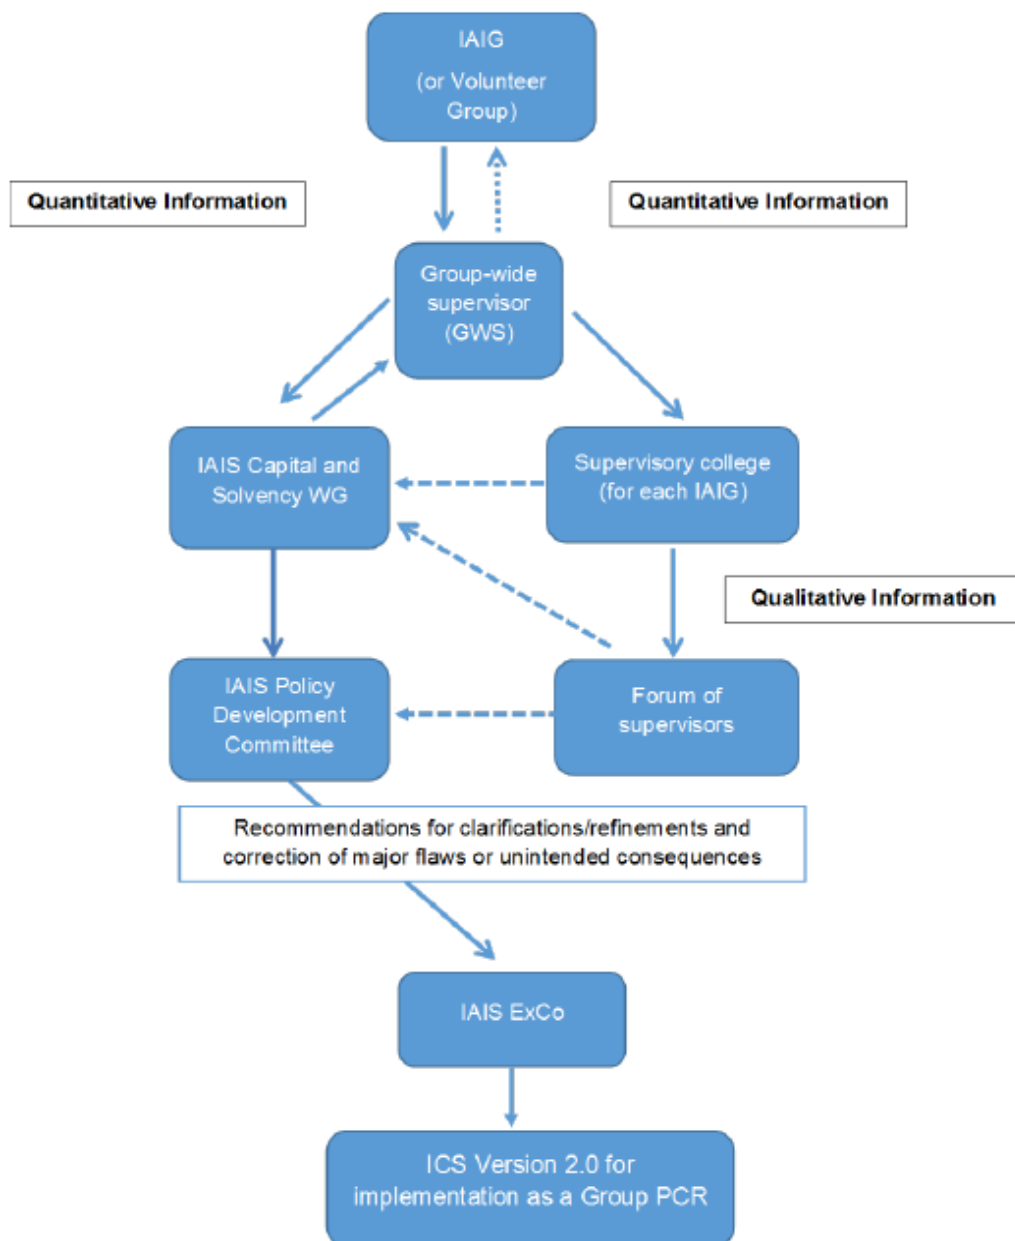 IAIG
(or Volunteer
Group)
Quantitative Information
Quantitative Information
Group-wide
supervisor
(GWS)
IAIS Capital and
Solvency WG
Supervisory college
(for each IAIG)
Qualitative Information
IAIS Policy
Development
Committee
Forum of
supervisors
Recommendations for clarifications/refinements and
correction of major flaws or unintended consequences
IAIS ExCo
ICS Version 2.0 for
implementation as a Group PCR